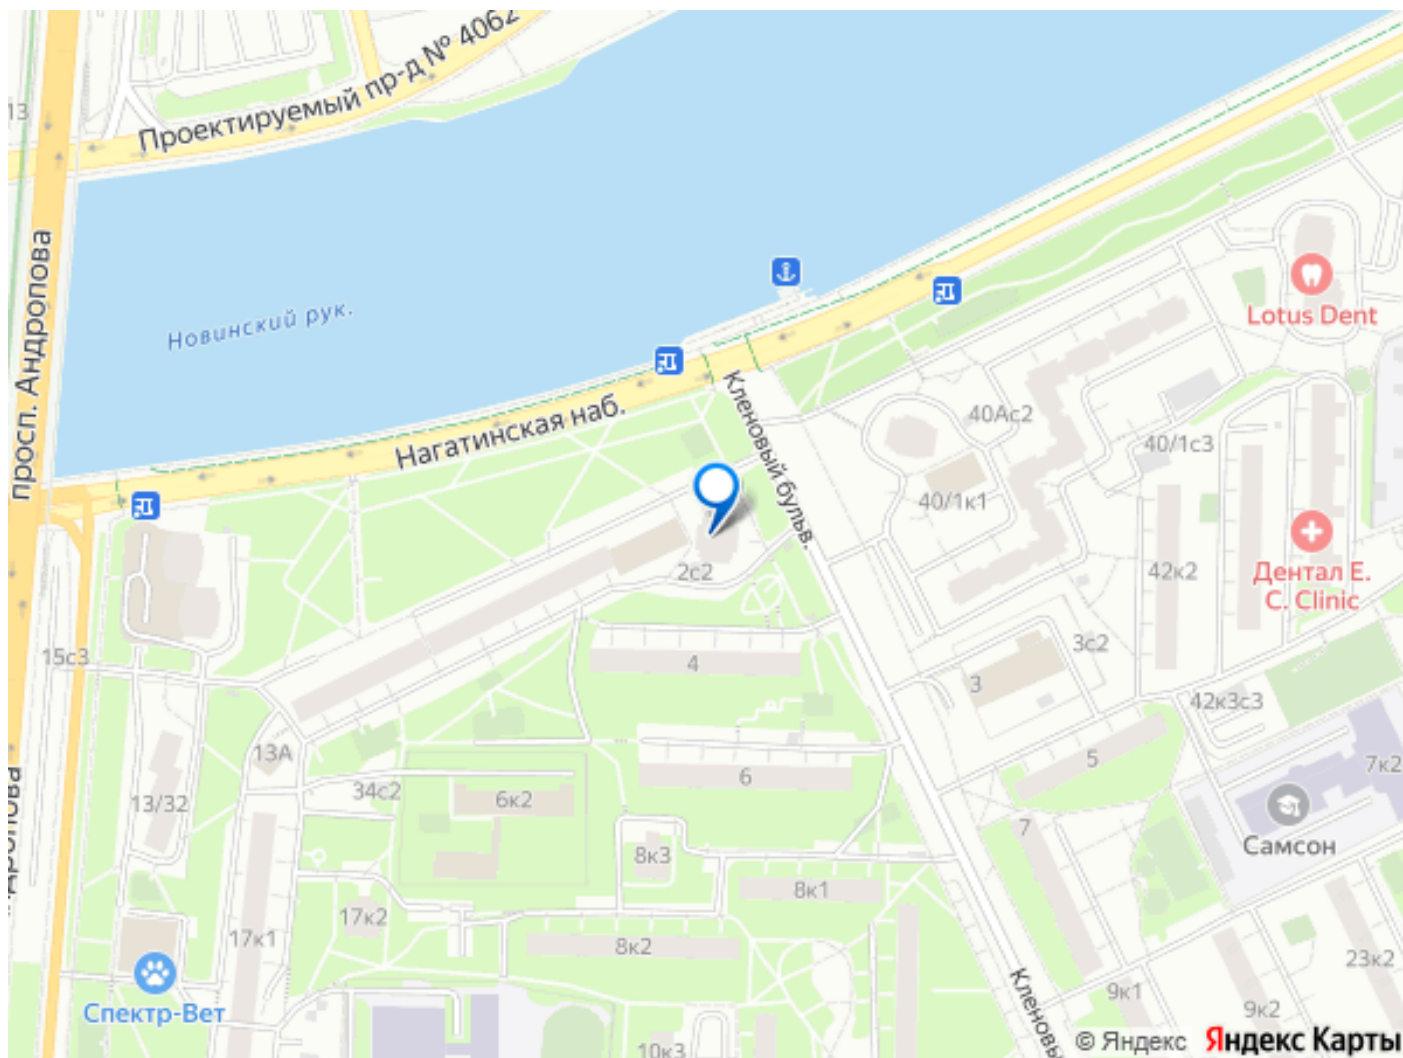 Проектируемый пр-д № 4062
13
просп. Андропова
Новинский рук.
Lotus Dent
Нагатинская наб.
Кленовый бульв.
40Ас2
40/1с3
40/1к1
42к2
Дентал Е.
С. Clinic
2с2
15с3
4
3с2
3
42к3с3
13А
5
7к2
6
34с2
6к2
13/32
7
Самсон
8к3
8к1
17к2
17к1
8к2
23к2
Спектр-Вет
9к1
9к2
10к3
© Яндекс Яндекс Карты